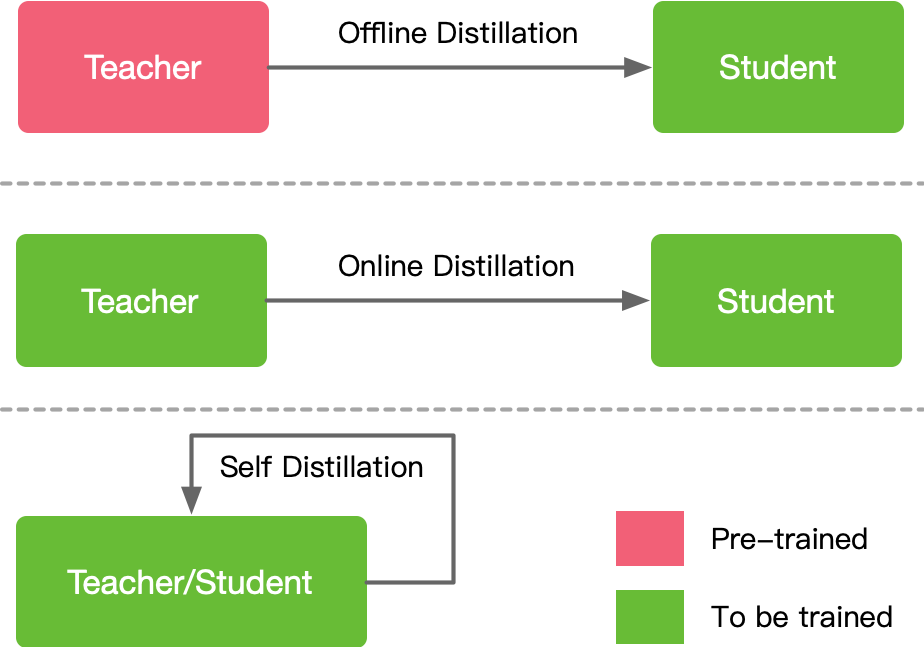 Offline Distillation
Teacher
Student
Online Distillation
Teacher
Student
Self Distillation
Teacher/Student
Pre-trained
To be trained